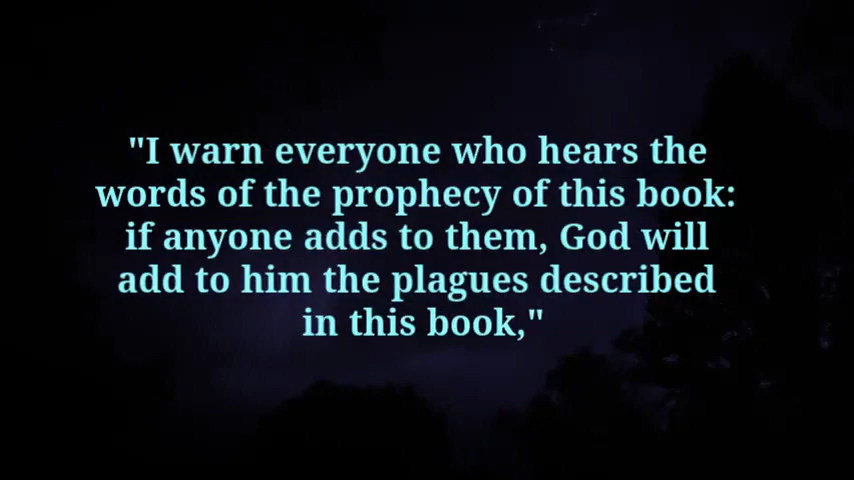 "I warn everyone who hears the
words of the prophecy of this book:
if anyone adds to them, God will
add to him the plagues described
in this book,"